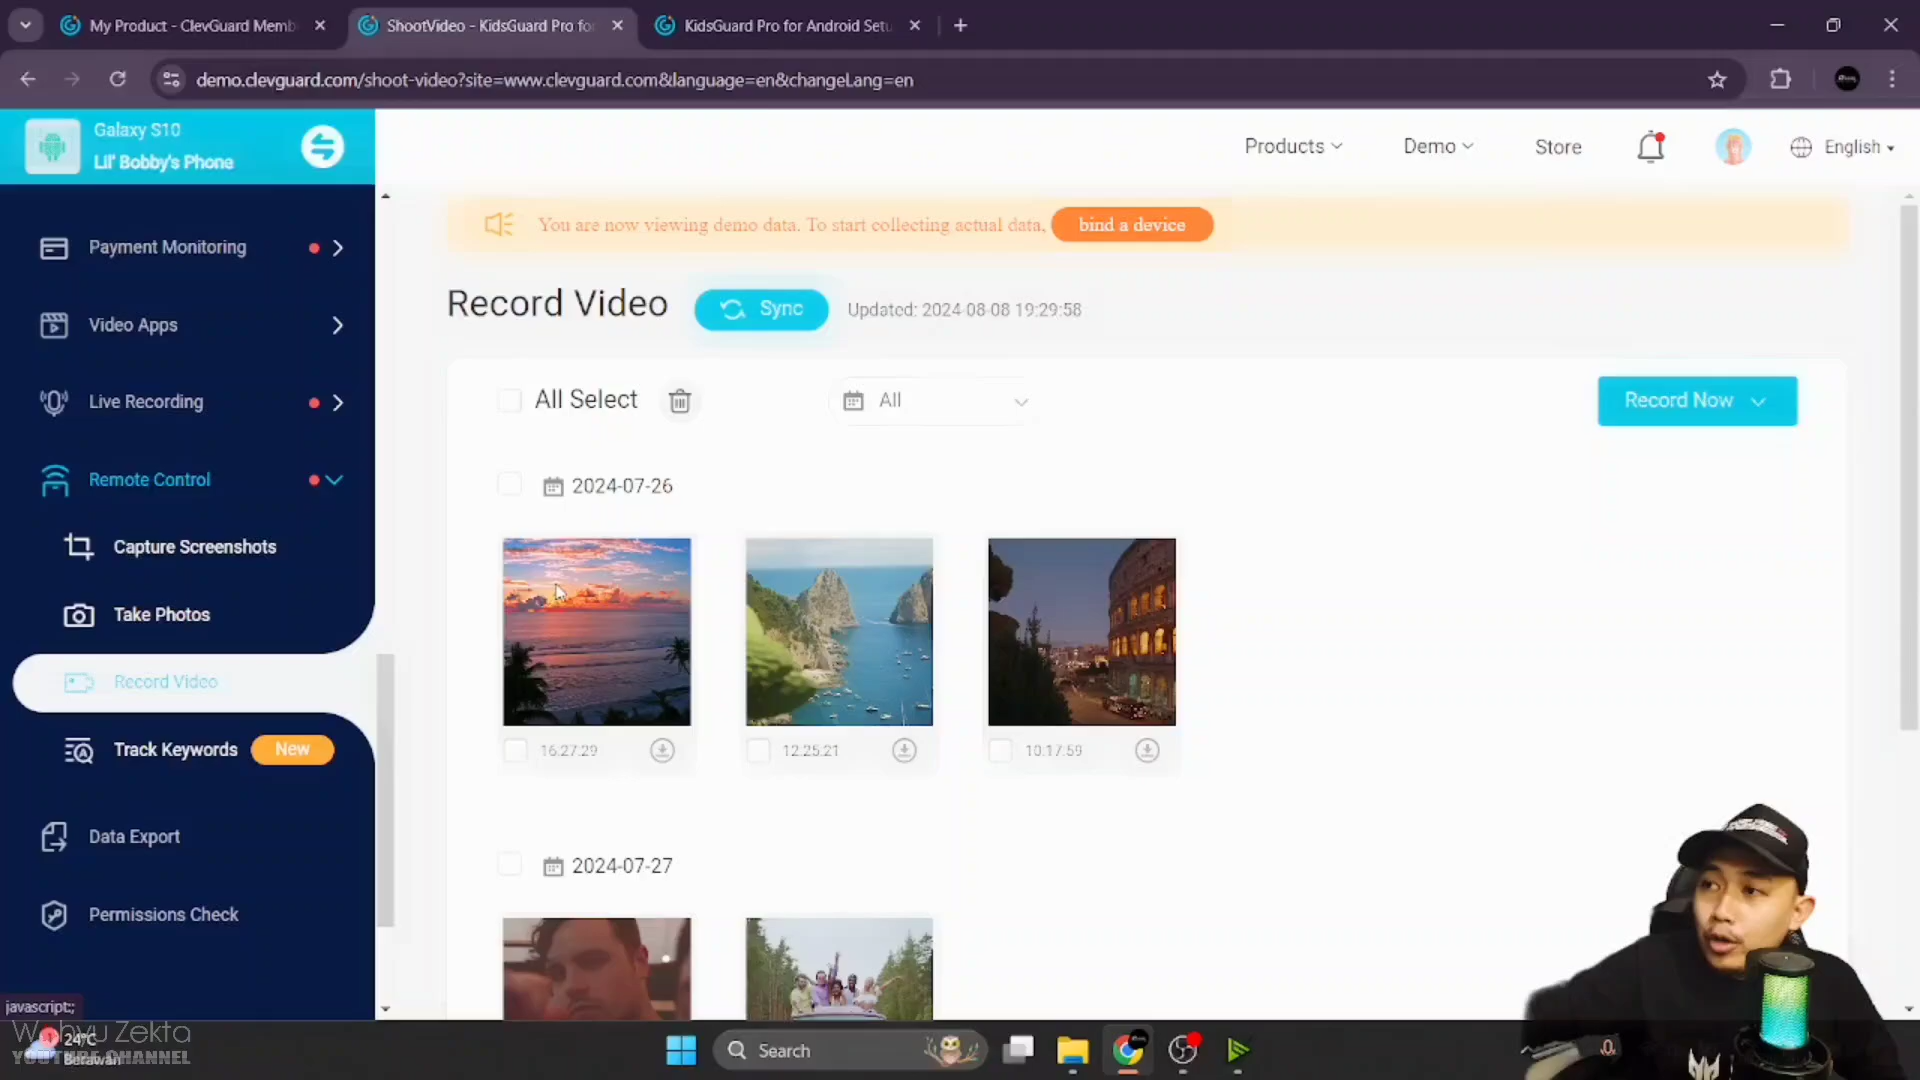 My Product - ClevGuard Memb
ShootVideo - KidsGuard Pro for
KidsGuard Pro for Android Setu
demo.clevguard.com/shoot-video?site=www.clevguard.com&language=en&changeLang=en
Galaxy S10
Lil' Bobby's Phone
Products
Demo
Store
English
You are now viewing demo data. To start collecting actual data,
bind a device
Payment Monitoring
Video Apps
Live Recording
Remote Control
Capture Screenshots
Take Photos
Record Video
Track Keywords
New
Data Export
Permissions Check
Record Video
Sync
Updated: 2024-08-08 19:29:58
All Select
All
Record Now
2024-07-26
16:27:29
12:25:21
10:17:59
2024-07-27
javascript:;
Wahyu Zekta
YOUTUBE CHANNEL
24°C
Berawan
Search